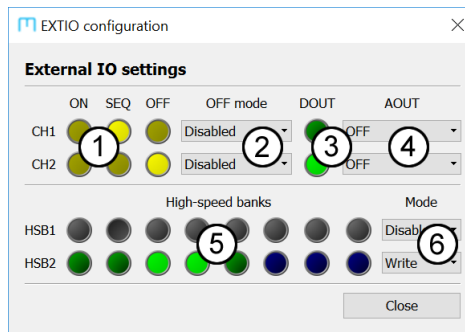 EXTIO configuration
External IO settings
ON SEQ OFF OFF mode DOUT AOUT
CH1 1 Disabled 2 3 OFF 4
CH2 Disabled OFF
High-speed banks Mode
HSB1 5 6
HSB2 Write
Close